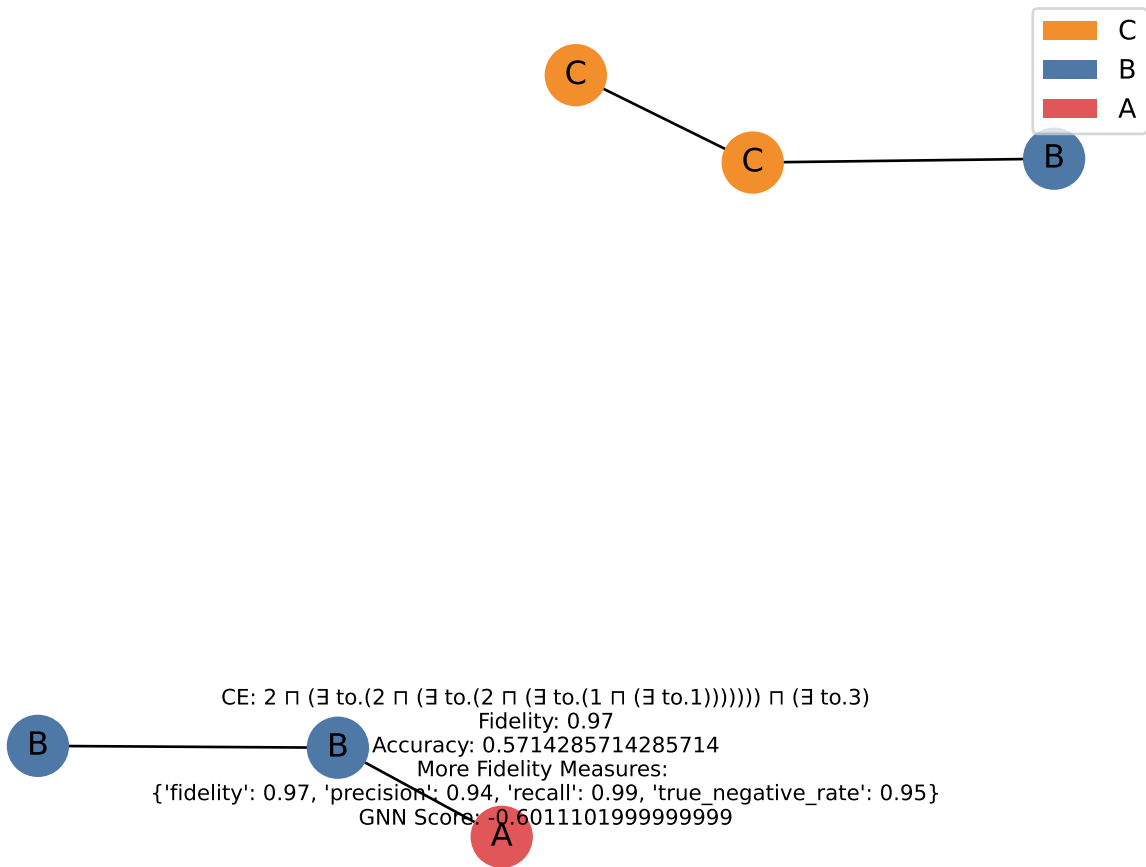 C
C
C
B
B
A
CE: 2 ⊓ (∃ to.(2 ⊓ (∃ to.(2 ⊓ (∃ to.(1 ⊓ (∃ to.1))))))) ⊓ (∃ to.3)
Fidelity: 0.97
B
B
Accuracy: 0.5714285714285714
More Fidelity Measures:
{'fidelity': 0.97, 'precision': 0.94, 'recall': 0.99, 'true_negative_rate': 0.95}
GNN Score: -0.6011101999999999
A